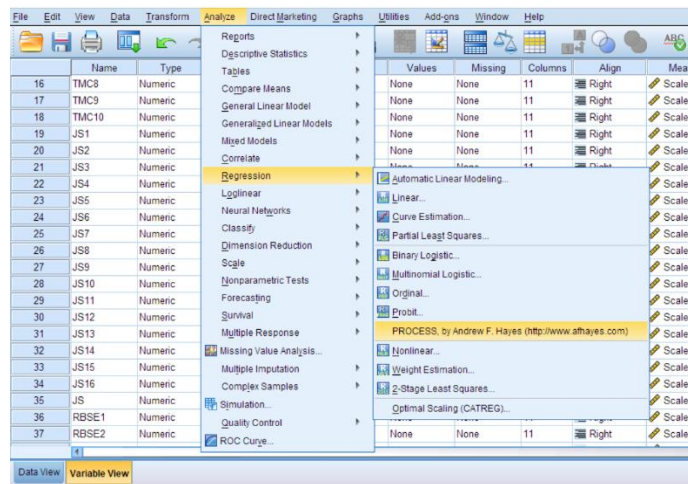 File Edit View Data Transform Analyze Direct Marketing Graphs Utilities Add-ons Window Help
Name Type Values Missing Columns Align Mea
16 TMC8 Numeric None None 11 Right Scale
17 TMC9 Numeric None None 11 Right Scale
18 TMC10 Numeric None None 11 Right Scale
19 JS1 Numeric None None 11 Right Scale
20 JS2 Numeric None None 11 Right Scale
21 JS3 Numeric None None 11 Right Scale
22 JS4 Numeric Scale
23 JS5 Numeric Scale
24 JS6 Numeric Scale
25 JS7 Numeric Scale
26 JS8 Numeric Scale
27 JS9 Numeric Scale
28 JS10 Numeric Scale
29 JS11 Numeric Scale
30 JS12 Numeric Scale
31 JS13 Numeric Scale
32 JS14 Numeric Scale
33 JS15 Numeric Scale
34 JS16 Numeric Scale
35 JS Numeric Scale
36 RBSE1 Numeric Scale
37 RBSE2 Numeric None None 11 Right Scale
Reports
Descriptive Statistics
Tables
Compare Means
General Linear Model
Generalized Linear Models
Mixed Models
Correlate
Regression
Loglinear
Neural Networks
Classify
Dimension Reduction
Scale
Nonparametric Tests
Forecasting
Survival
Multiple Response
Missing Value Analysis...
Multiple Imputation
Complex Samples
Simulation...
Quality Control
ROC Curve...
Automatic Linear Modeling...
Linear...
Curve Estimation...
Partial Least Squares...
Binary Logistic...
Multinomial Logistic...
Ordinal...
Probit...
PROCESS, by Andrew F. Hayes (http://www.afhayes.com)
Nonlinear...
Weight Estimation...
2-Stage Least Squares...
Optimal Scaling (CATREG)...
Data View Variable View